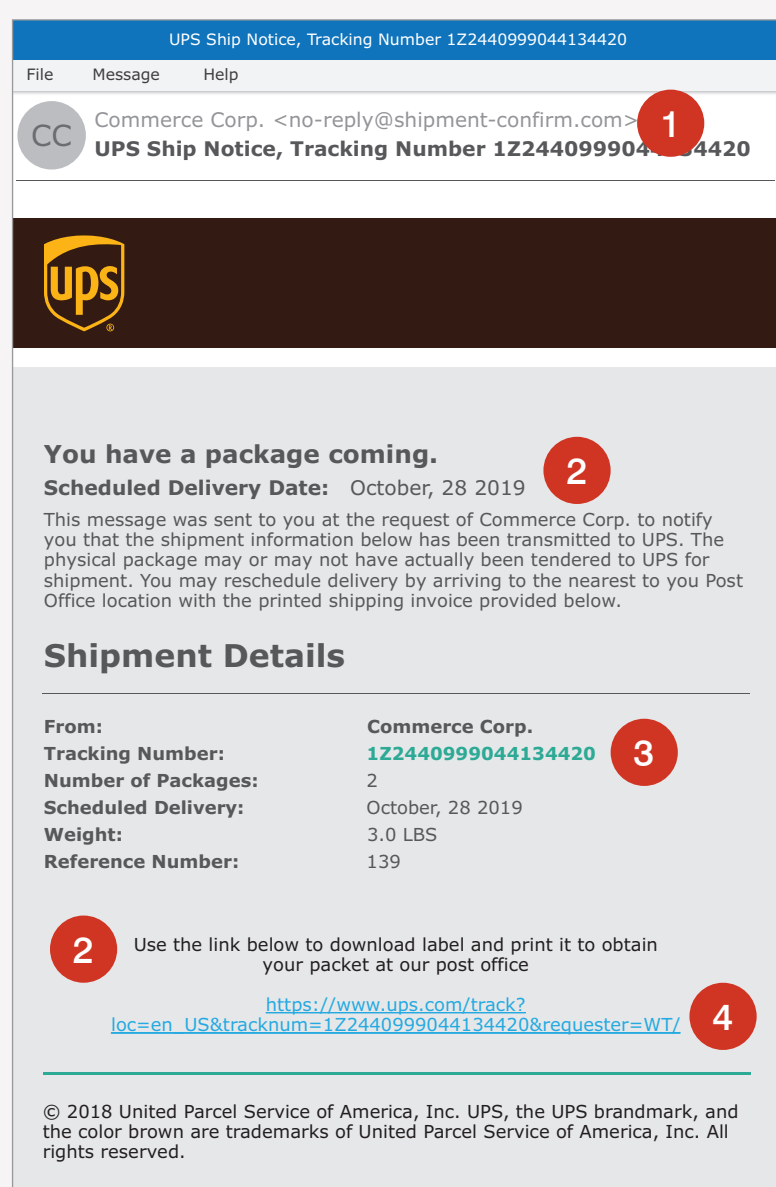 UPS Ship Notice, Tracking Number 1Z2440999044134420
File Message Help
CC
Commerce Corp. <no-reply@shipment-confirm.com>
1
UPS Ship Notice, Tracking Number 1Z24409990 4420
ups
®
You have a package coming.
2
Scheduled Delivery Date: October, 28 2019
This message was sent to you at the request of Commerce Corp. to notify
you that the shipment information below has been transmitted to UPS. The
physical package may or may not have actually been tendered to UPS for
shipment. You may reschedule delivery by arriving to the nearest to you Post
Office location with the printed shipping invoice provided below.
Shipment Details
From: Commerce Corp.
Tracking Number: 1Z2440999044134420
3
Number of Packages: 2
Scheduled Delivery: October, 28 2019
Weight: 3.0 LBS
Reference Number: 139
2
Use the link below to download label and print it to obtain
your packet at our post office
https://www.ups.com/track?
loc=en_US&tracknum=1Z2440999044134420&requester=WT/
4
© 2018 United Parcel Service of America, Inc. UPS, the UPS brandmark, and
the color brown are trademarks of United Parcel Service of America, Inc. All
rights reserved.